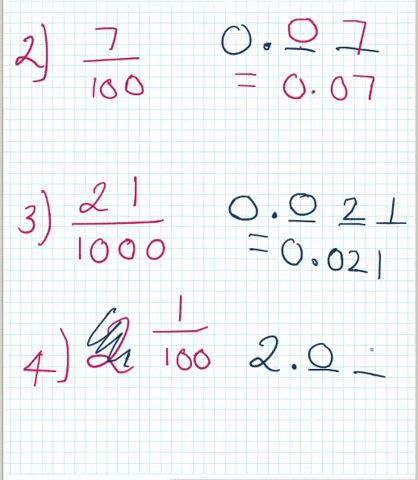 2) 7/100 0.07
= 0.07
3) 21/1000 0.021
= 0.021
4) 2 1/100 2.0_